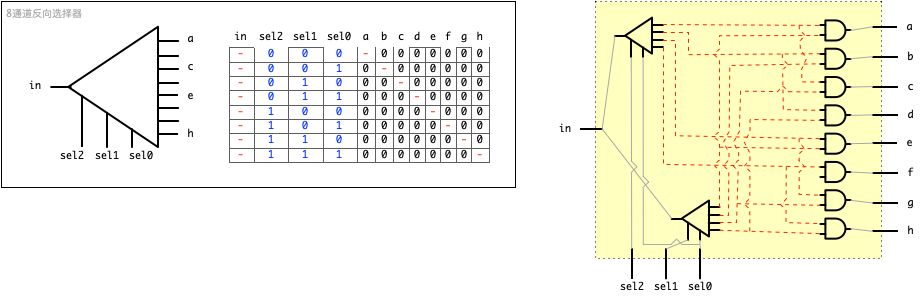 8通道反向选择器
a
c
in
e
h
sel2 sel1 sel0
in sel2 sel1 sel0 a b c d e f g h
- 0 0 0 - 0 0 0 0 0 0 0
- 0 0 1 0 - 0 0 0 0 0 0
- 0 1 0 0 0 - 0 0 0 0 0
- 0 1 1 0 0 0 - 0 0 0 0
- 1 0 0 0 0 0 0 - 0 0 0
- 1 0 1 0 0 0 0 0 - 0 0
- 1 1 0 0 0 0 0 0 0 - 0
- 1 1 1 0 0 0 0 0 0 0 -
a
b
c
in
d
e
f
g
h
sel2 sel1 sel0